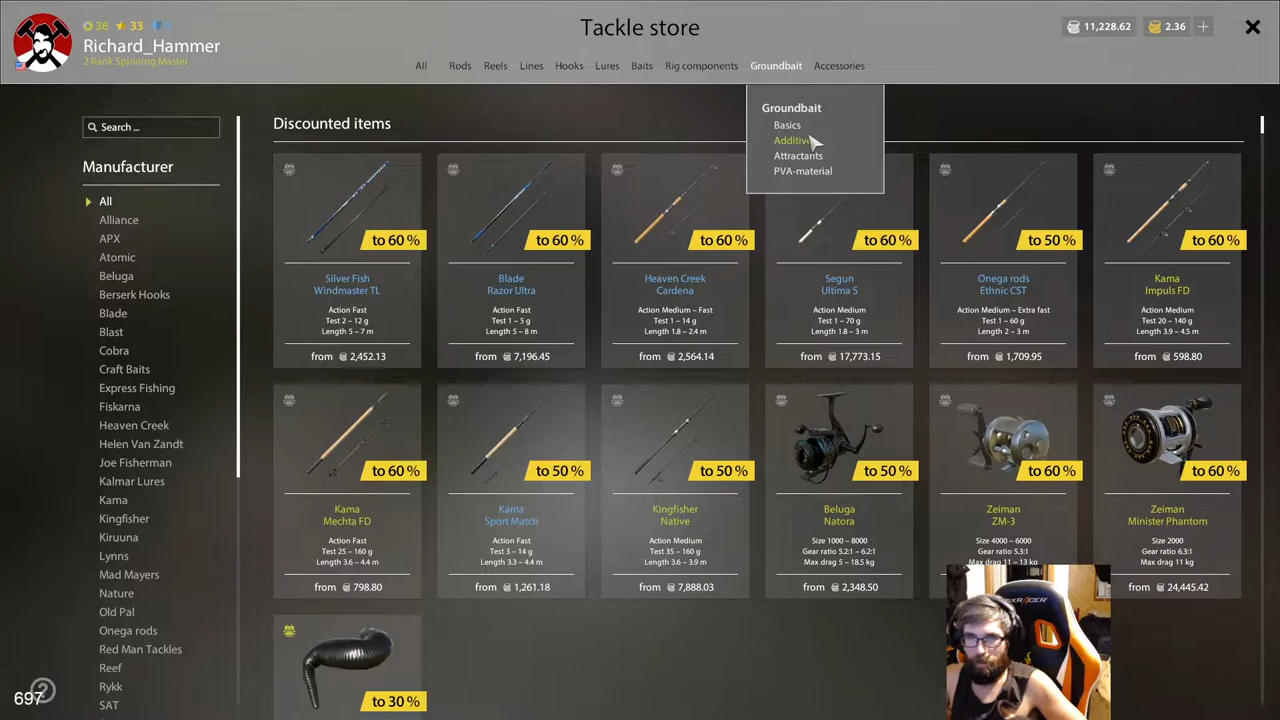 36 33 0
Richard_Hammer
2 Rank Spinning Master
Tackle store
11,228.62 2.36 +
All Rods Reels Lines Hooks Lures Baits Rig components Groundbait Accessories
Groundbait
Basics
Attractants
PVA-material
Search ...
Manufacturer
All
Alliance
APX
Atomic
Beluga
Berserk Hooks
Blade
Blast
Cobra
Craft Baits
Express Fishing
Fiskarna
Heaven Creek
Helen Van Zandt
Joe Fisherman
Kalmar Lures
Kama
Kingfisher
Kiruuna
Lynns
Mad Mayers
Nature
Old Pal
Onega rods
Red Man Tackles
Reef
Rykk
SAT
Discounted items
to 60 %
Silver Fish
Windmaster TL
Action Fast
Test 2 – 12 g
Length 5 – 7 m
from 2,452.13
to 60 %
Blade
Razor Ultra
Action Fast
Test 1 – 5 g
Length 5 – 8 m
from 7,196.45
to 60 %
Heaven Creek
Cardena
Action Medium – Fast
Test 1 – 14 g
Length 1.8 – 2.4 m
from 2,564.14
to 60 %
Segun
Ultima S
Action Medium
Test 1 – 70 g
Length 1.8 – 3 m
from 17,773.15
to 50 %
Onega rods
Ethnic CST
Action Medium – Extra fast
Test 1 – 60 g
Length 2 – 3 m
from 1,709.95
to 60 %
Kama
Impuls FD
Action Medium
Test 20 – 140 g
Length 3.9 – 4.5 m
from 598.80
to 60 %
Kama
Mechta FD
Action Fast
Test 25 – 160 g
Length 3.6 – 4.4 m
from 798.80
to 50 %
Kama
Sport Match
Action Fast
Test 3 – 14 g
Length 3.3 – 4.4 m
from 1,261.18
to 50 %
Kingfisher
Native
Action Medium
Test 35 – 160 g
Length 3.6 – 3.9 m
from 7,888.03
to 50 %
Beluga
Natora
Size 1000 – 8000
Gear ratio 5.2:1 – 6.2:1
Max drag 5 – 18.5 kg
from 2,348.50
to 60 %
Zeiman
ZM-3
Size 4000 – 6000
Gear ratio 5.3:1
Max drag 11 – 13 kg
to 60 %
Zeiman
Minister Phantom
Size 2000
Gear ratio 6.3:1
Max drag 11 kg
from 24,445.42
to 30 %
697